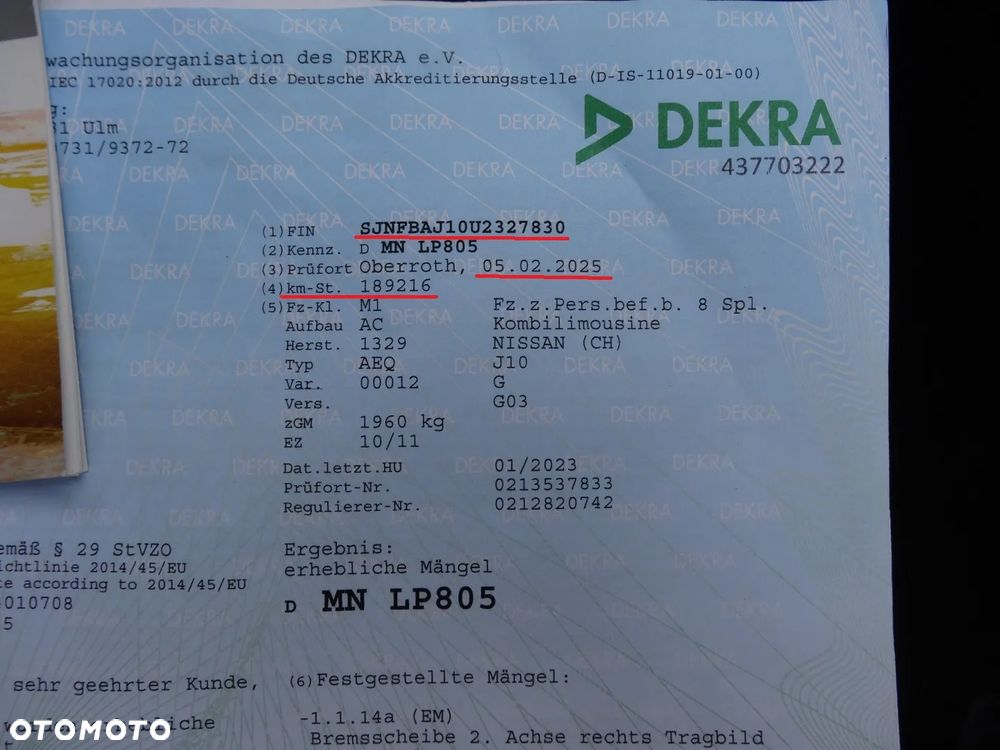 wachungsorganisation des DEKRA e.V.
IEC 17020:2012 durch die Deutsche Akkreditierungsstelle (D-IS-11019-01-00)
g:
31 Ulm
0731/9372-72
DEKRA
437703222
(1) FIN SJNFBAJ10U2327830
(2) Kennz. D MN LP805
(3) Prüfort Oberroth, 05.02.2025
(4) km-St. 189216
(5) Fz-Kl. M1 Fz.z.Pers.bef.b. 8 Spl.
Aufbau AC Kombilimousine
Herst. 1329 NISSAN (CH)
Typ AEQ J10
Var. 00012 G
Vers. G03
zGM 1960 kg
EZ 10/11
Dat.letzt.HU 01/2023
Prüfort-Nr. 0213537833
Regulierer-Nr. 0212820742
emäß § 29 StVZO
ichtlinie 2014/45/EU
te according to 2014/45/EU
010708
5
Ergebnis:
erhebliche Mängel
D MN LP805
sehr geehrter Kunde,
(6) Festgestellte Mängel:
-1.1.14a (EM)
Bremsscheibe 2. Achse rechts Tragbild
OTOMOTO